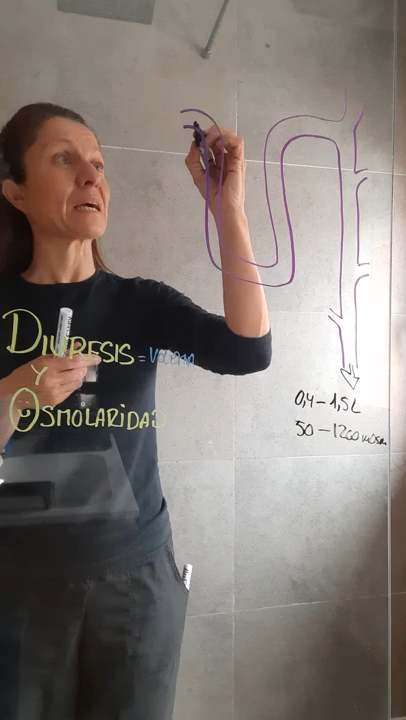 DIURESIS = VOLUMEN
Y
OSMOLARIDAD
0,4 - 1,5 L
50 - 1200 mosm